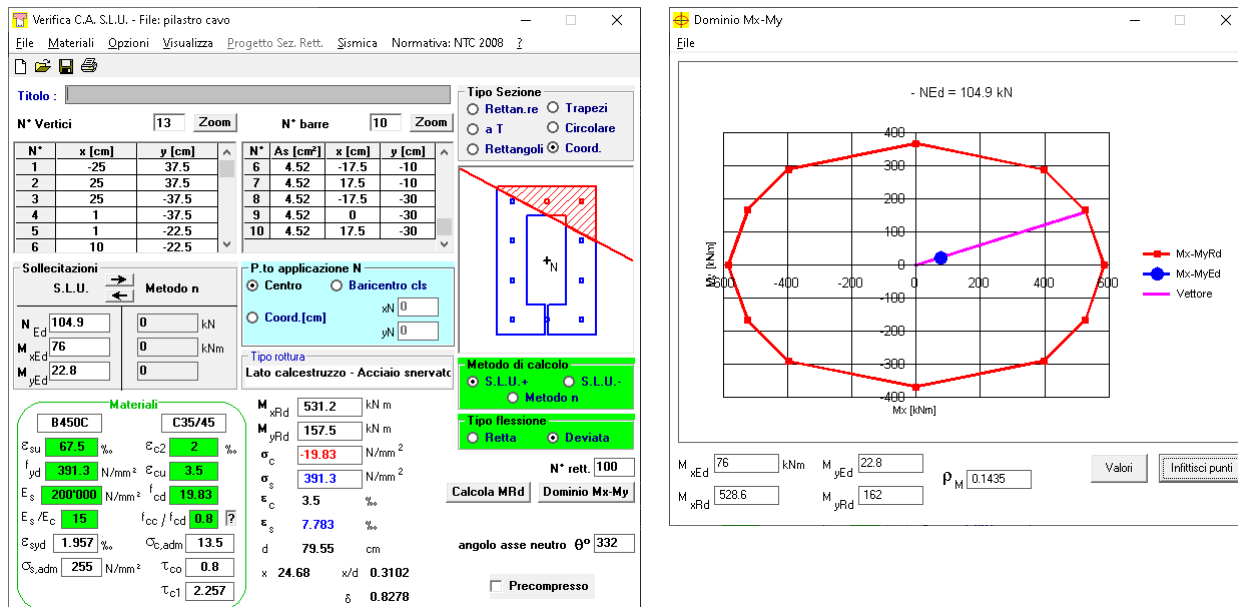 Verifica C.A. S.L.U. - File: pilastro cavo
File Materiali Opzioni Visualizza Progetto Sez. Rett. Sismica Normativa: NTC 2008 ?
Titolo :
N° Vertici 13 Zoom N° barre 10 Zoom
N° x [cm] y [cm]
1 -25 37.5
2 25 37.5
3 25 -37.5
4 1 -37.5
5 1 -22.5
6 10 -22.5
N° As [cm²] x [cm] y [cm]
6 4.52 -17.5 -10
7 4.52 17.5 -10
8 4.52 -17.5 -30
9 4.52 0 -30
10 4.52 17.5 -30
Tipo Sezione
Rettan.re Trapezi
a T Circolare
Rettangoli Coord.
N
Sollecitazioni
S.L.U. Metodo n
N Ed 104.9 0 kN
M xEd 76 0 kNm
M yEd 22.8 0
P.to applicazione N
Centro Baricentro cls
Coord.[cm] xN 0
yN 0
Tipo rottura
Lato calcestruzzo - Acciaio snervato
Metodo di calcolo
S.L.U.+ S.L.U.-
Metodo n
Tipo flessione
Retta Deviata
N° rett. 100
Calcola MRd Dominio Mx-My
angolo asse neutro θ° 332
Precompresso
Materiali
B450C C35/45
εsu 67.5 ‰ εc2 2 ‰
fyd 391.3 N/mm² εcu 3.5
Es 200'000 N/mm² fcd 19.83
Es/Ec 15 fcc / fcd 0.8 ?
εsyd 1.957 ‰ σc,adm 13.5
σs,adm 255 N/mm² τco 0.8
τc1 2.257
M xRd 531.2 kN m
M yRd 157.5 kN m
σc -19.83 N/mm²
σs 391.3 N/mm²
εc 3.5 ‰
εs 7.783 ‰
d 79.55 cm
x 24.68 x/d 0.3102
δ 0.8278
Dominio Mx-My
File
- NEd = 104.9 kN
400
300
200
100
0
-100
-200
-300
-400
-400 -200 0 200 400 600
Mx [kNm]
Mx-MyRd
Mx-MyEd
Vettore
M xEd 76 kNm M yEd 22.8
M xRd 528.6 M yRd 162
ρM 0.1435
Valori Infittisci punti